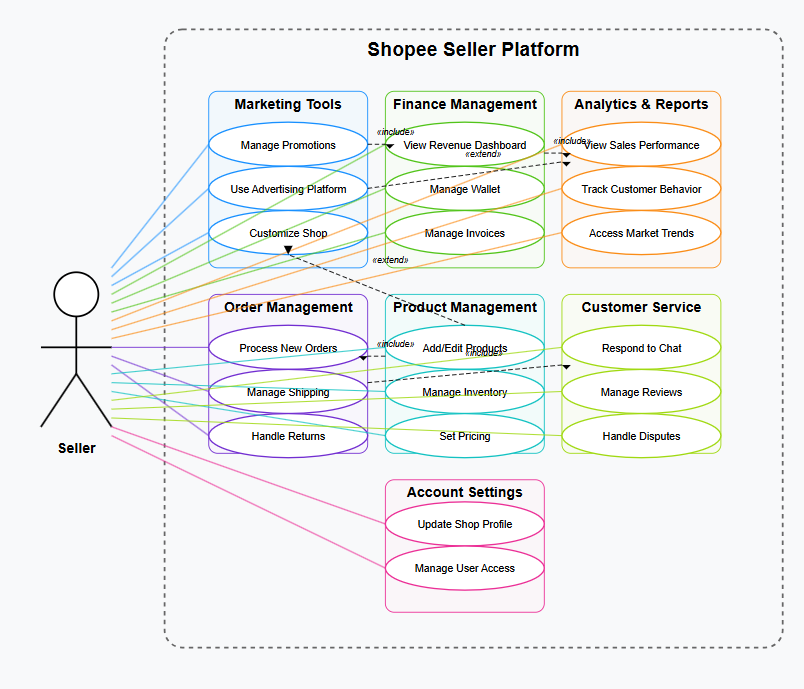 Shopee Seller Platform
Marketing Tools
Finance Management
Analytics & Reports
«include»
«include»
Manage Promotions
View Revenue Dashboard
View Sales Performance
«extend»
Use Advertising Platform
Manage Wallet
Track Customer Behavior
Customize Shop
Manage Invoices
Access Market Trends
«extend»
Order Management
Product Management
Customer Service
«include»
Process New Orders
Add/Edit Products
Respond to Chat
«include»
Manage Shipping
Manage Inventory
Manage Reviews
Handle Returns
Set Pricing
Handle Disputes
Seller
Account Settings
Update Shop Profile
Manage User Access